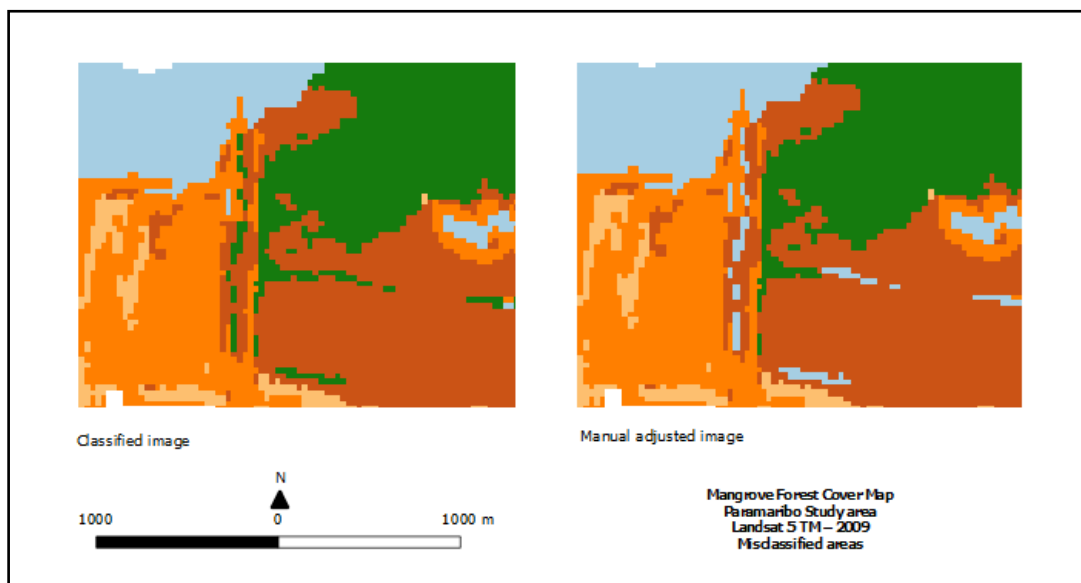 Classified image
Manual adjusted image
N
1000 0 1000 m
Mangrove Forest Cover Map
Paramaribo Study area
Landsat 5 TM – 2009
Misclassified areas